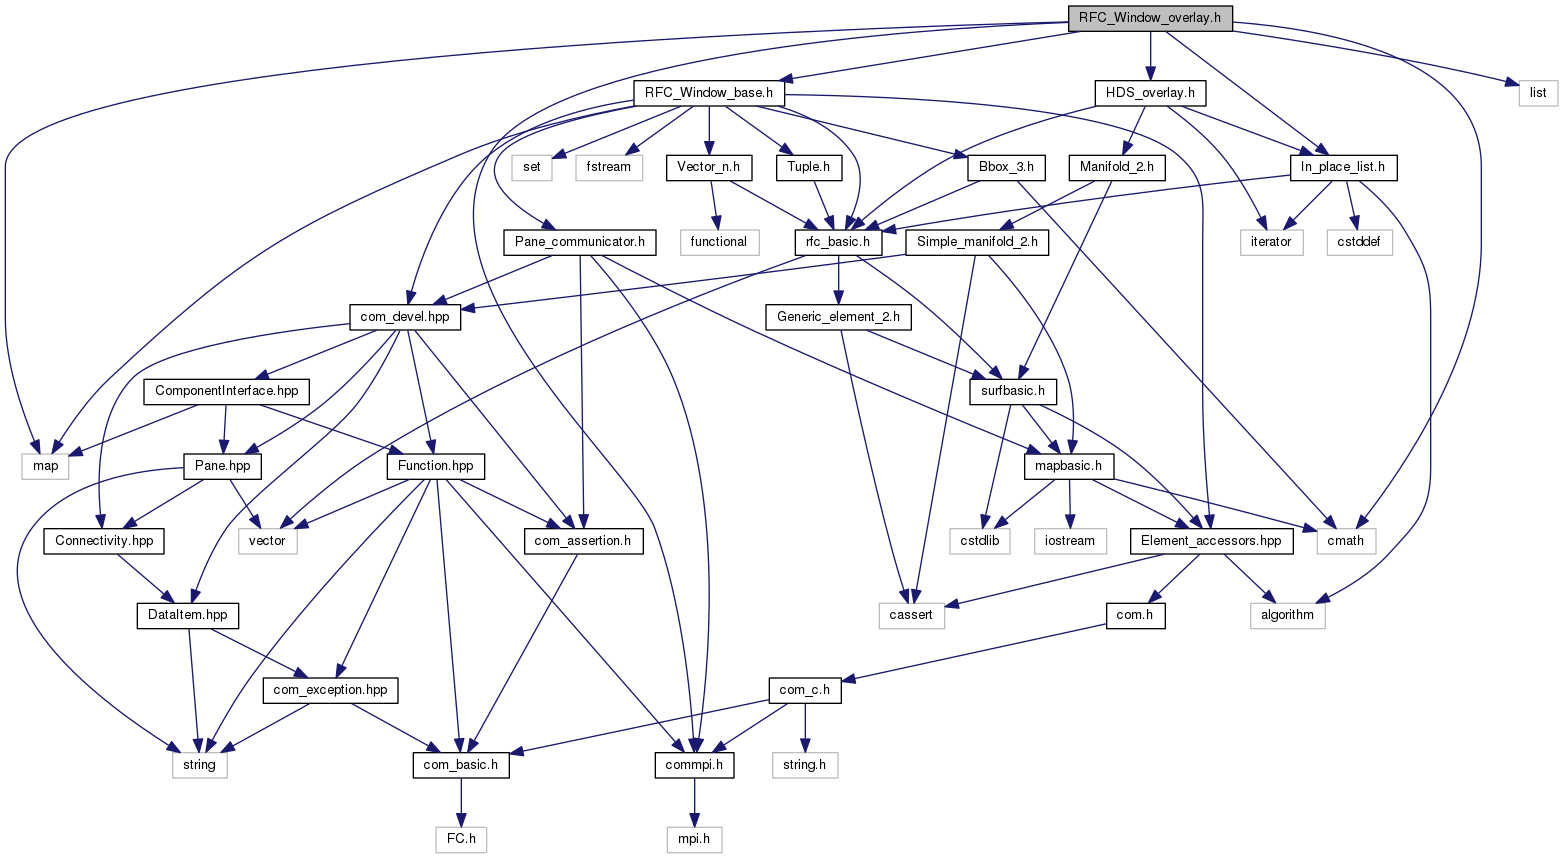 RFC_Window_overlay.h
RFC_Window_base.h
HDS_overlay.h
list
set
fstream
Vector_n.h
Tuple.h
Bbox_3.h
Manifold_2.h
In_place_list.h
Pane_communicator.h
functional
rfc_basic.h
Simple_manifold_2.h
iterator
cstddef
com_devel.hpp
Generic_element_2.h
ComponentInterface.hpp
surfbasic.h
map
Pane.hpp
Function.hpp
mapbasic.h
Connectivity.hpp
vector
com_assertion.h
cstdlib
iostream
Element_accessors.hpp
cmath
DataItem.hpp
cassert
com.h
algorithm
com_exception.hpp
com_c.h
string
com_basic.h
commpi.h
string.h
FC.h
mpi.h